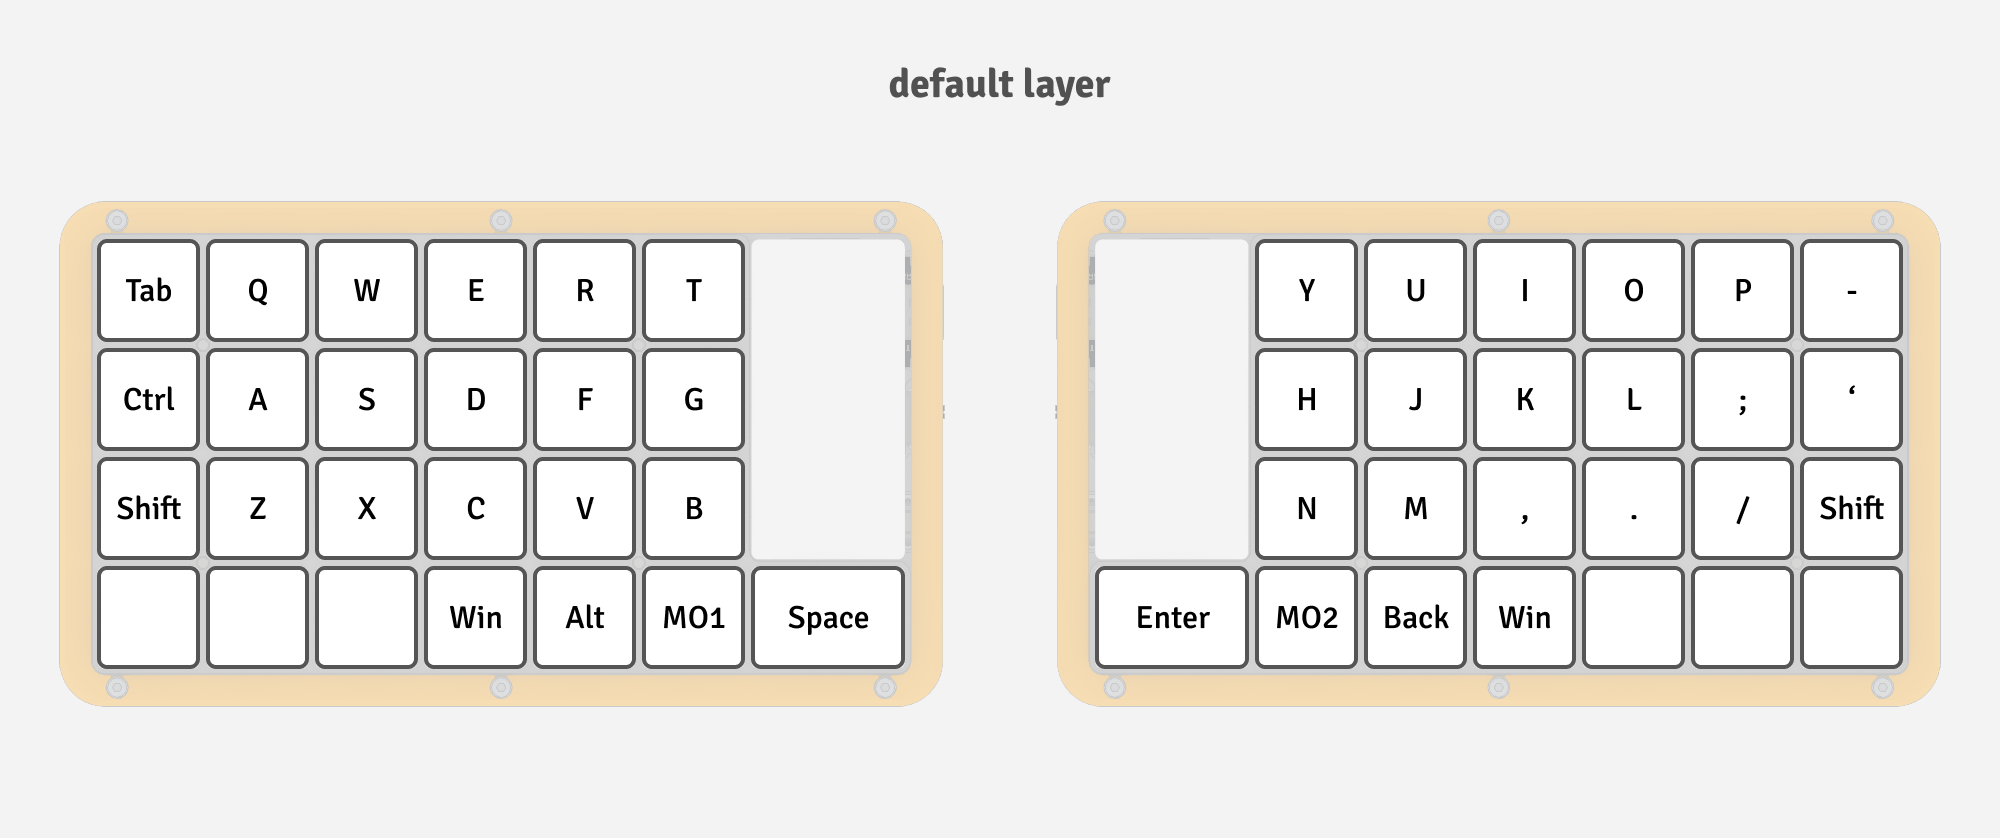 default layer
Tab Q W E R T Y U I O P -
Ctrl A S D F G H J K L ; ‘
Shift Z X C V B N M , . / Shift
Win Alt MO1 Space Enter MO2 Back Win